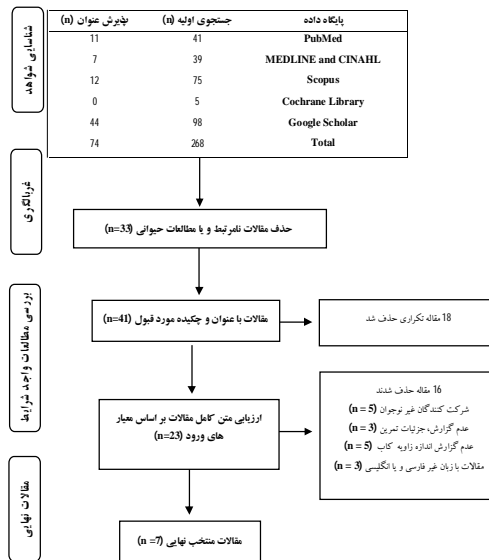 شناسایی شواهد
پایگاه داده جستجوی اولیه (n) پذیرش عنوان (n)
PubMed 41 11
MEDLINE and CINAHL 39 7
Scopus 75 12
Cochrane Library 5 0
Google Scholar 98 44
Total 268 74
غربالگری
حذف مقالات نامرتبط و یا مطالعات حیوانی (n=33)
بررسی مطالعات واجد شرایط
مقالات با عنوان و چکیده مورد قبول (n=41)
18 مقاله تکراری حذف شد
ارزیابی متن کامل مقالات بر اساس معیار
های ورود (n=23)
16 مقاله حذف شدند
شرکت کنندگان غیر نوجوان (n = 5)
عدم گزارش، جزئیات تمرین (n = 3)
عدم گزارش اندازه زاویه کاب (n = 5)
مقالات با زبان غیر فارسی و یا انگلیسی (n = 3)
مقالات نهایی
مقالات منتخب نهایی (n =7)